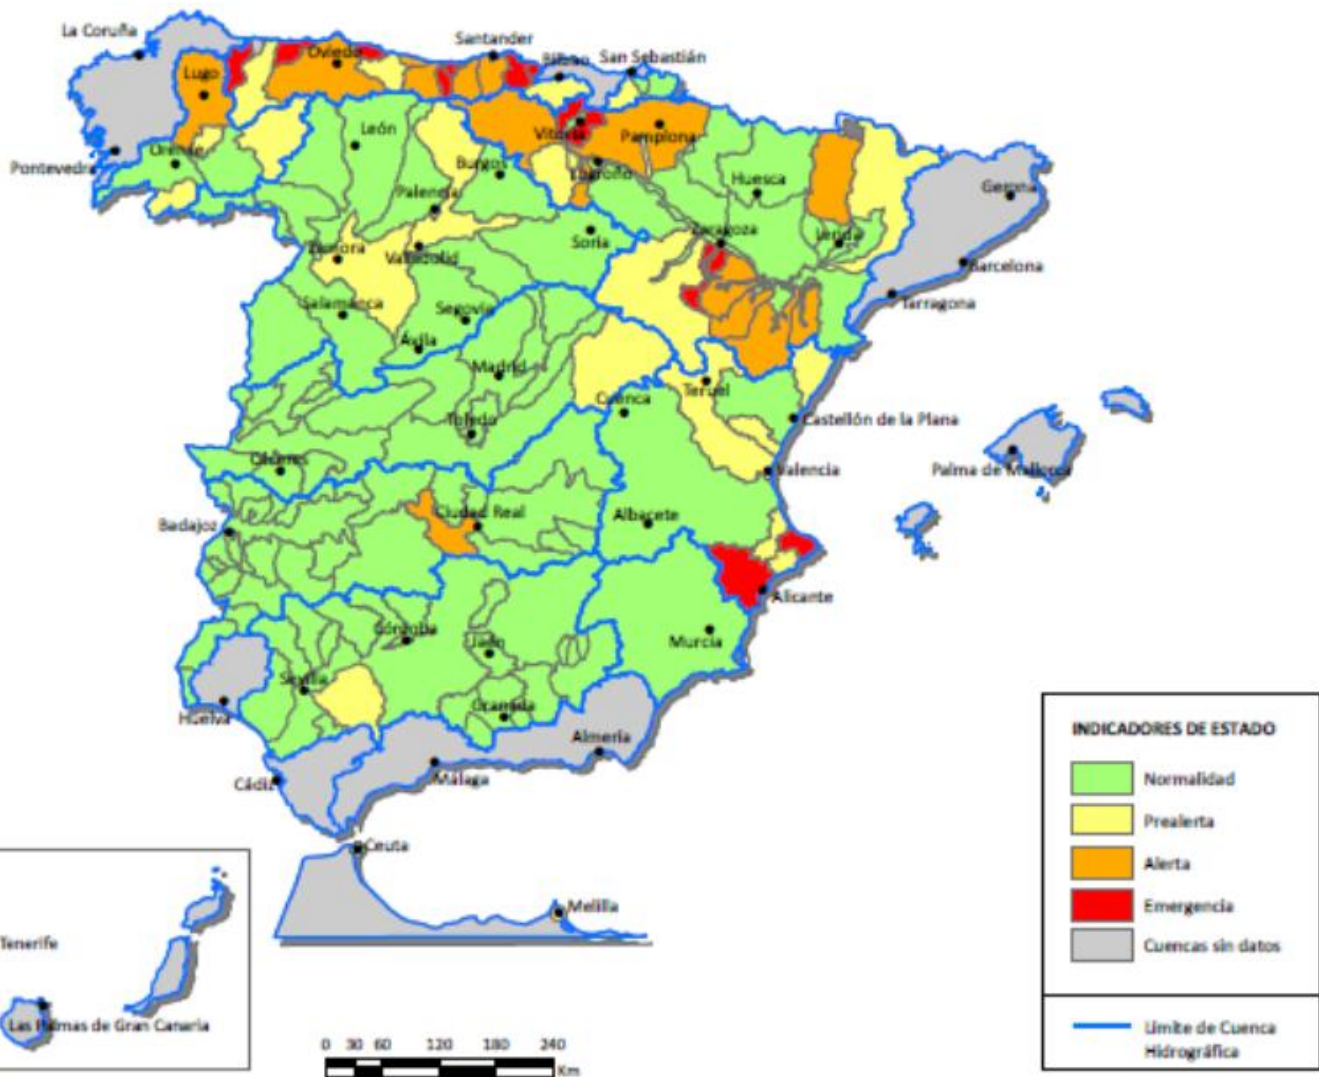 La Coruña
Santander
Oviedo
Bilbao
San Sebastián
Lugo
León
Vitoria
Pamplona
Pontevedra
Orense
Burgos
Logroño
Huesca
Gerona
Palencia
Zamora
Valladolid
Soria
Zaragoza
Lérida
Barcelona
Salamanca
Segovia
Tarragona
Ávila
Madrid
Teruel
Cuenca
Toledo
Castellón de la Plana
Cáceres
Valencia
Palma de Mallorca
Badajoz
Ciudad Real
Albacete
Alicante
Córdoba
Jaén
Murcia
Sevilla
Granada
Huelva
Almería
Cádiz
Málaga
Ceuta
Melilla
Tenerife
Las Palmas de Gran Canaria
0 30 60 120 180 240
Km
INDICADORES DE ESTADO
Normalidad
Prealerta
Alerta
Emergencia
Cuencas sin datos
Límite de Cuenca
Hidrográfica